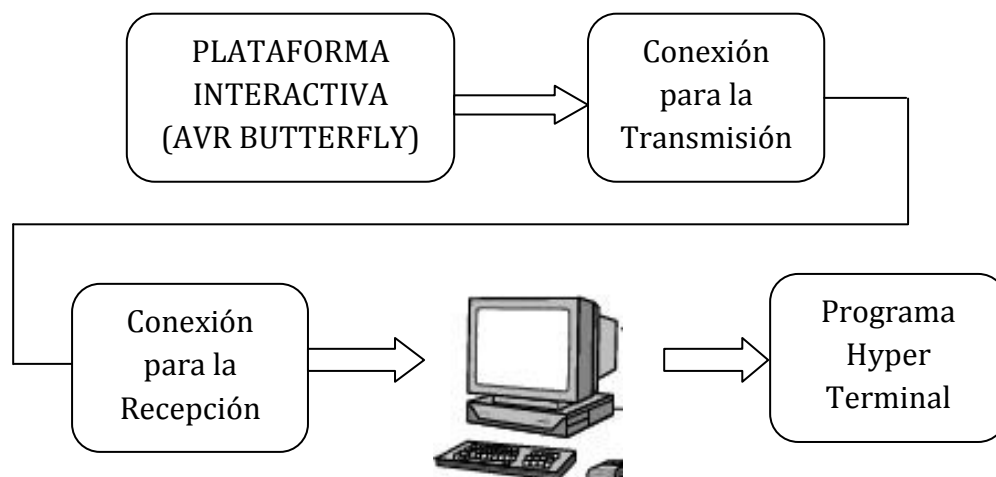 PLATAFORMA
INTERACTIVA
(AVR BUTTERFLY)
Conexión
para la
Transmisión
Conexión
para la
Recepción
Programa
Hyper
Terminal